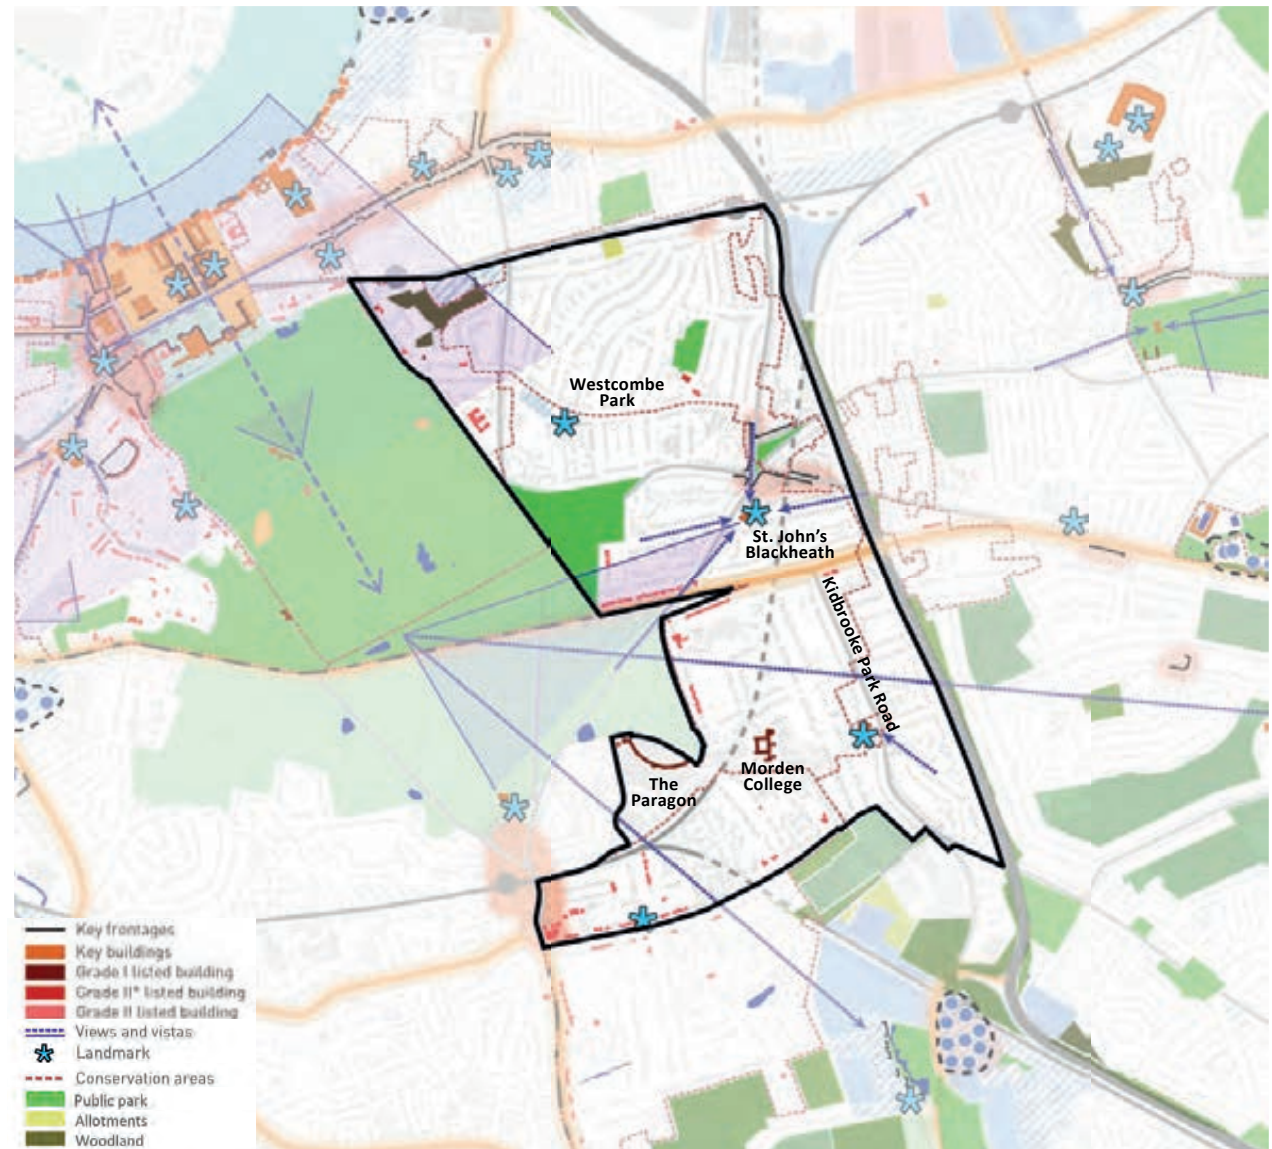 Westcombe
Park
St. John's
Blackheath
Kidbrooke Park Road
Morden
College
The
Paragon
Key frontages
Key buildings
Grade I listed building
Grade II* listed building
Grade II listed building
Views and vistas
Landmark
Conservation areas
Public park
Allotments
Woodland